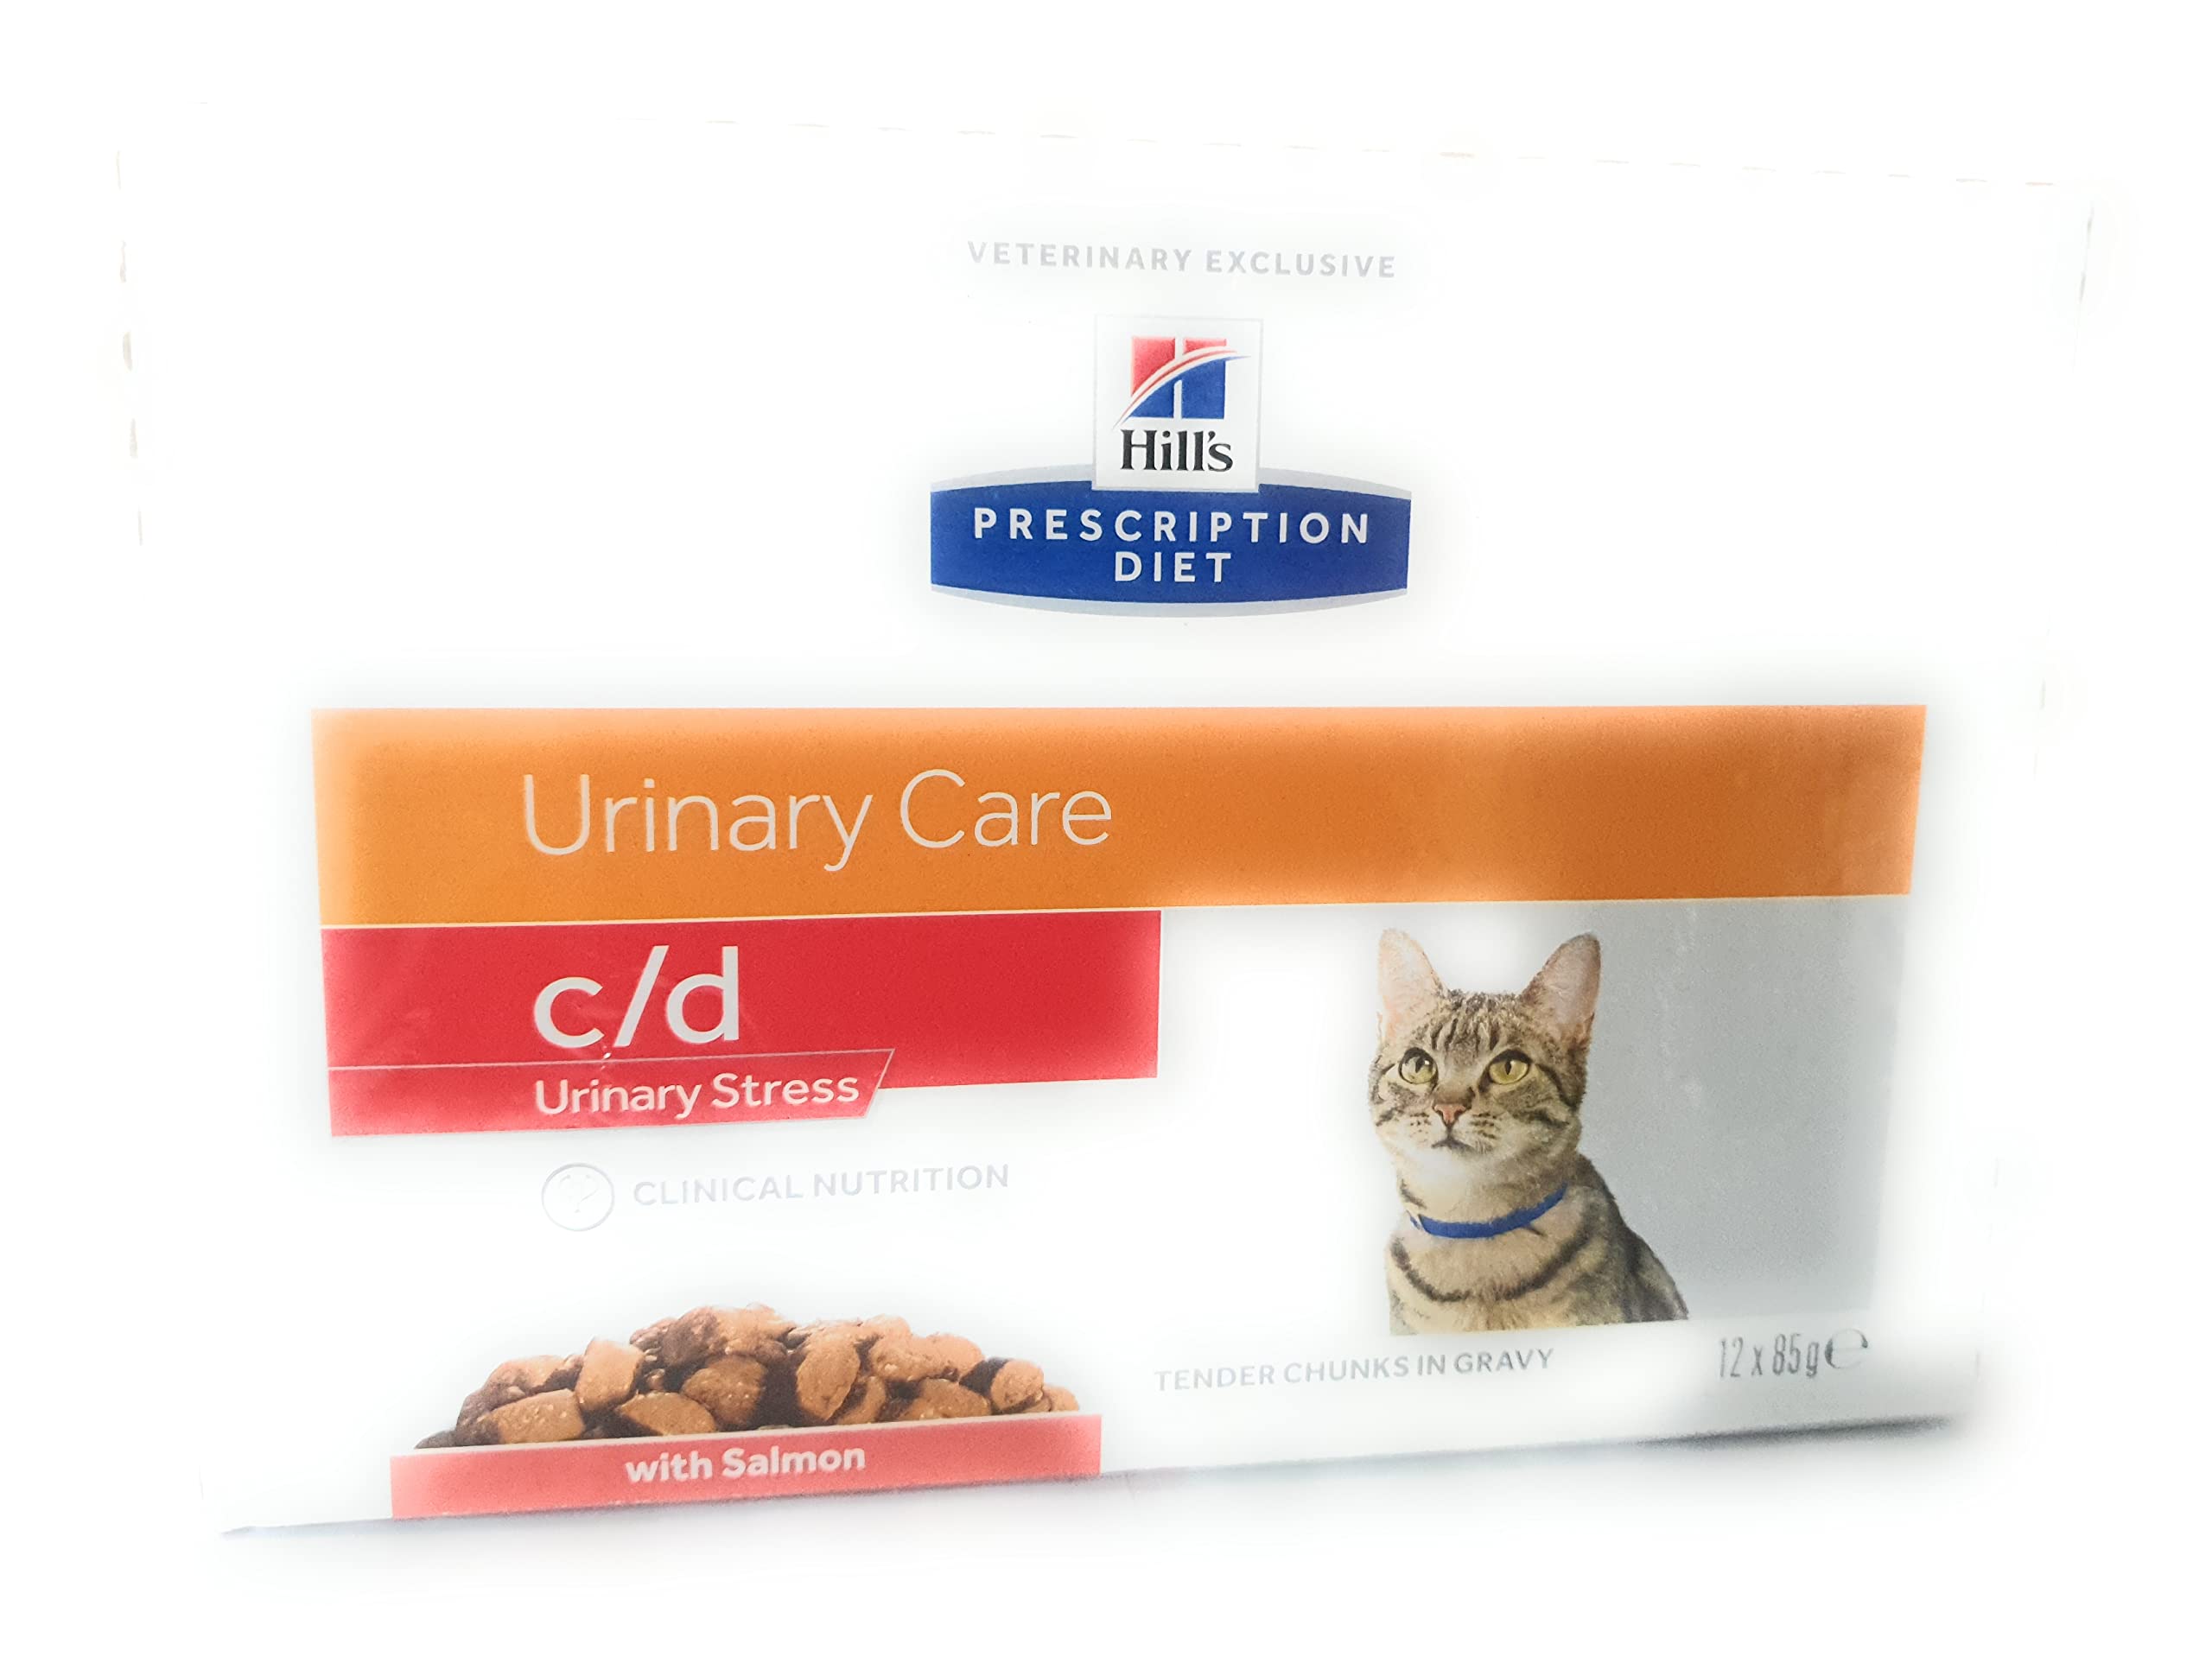 VETERINARY EXCLUSIVE
Hill's
PRESCRIPTION
DIET
Urinary Care
c/d
Urinary Stress
CLINICAL NUTRITION
TENDER CHUNKS IN GRAVY
12 x 85g e
with Salmon